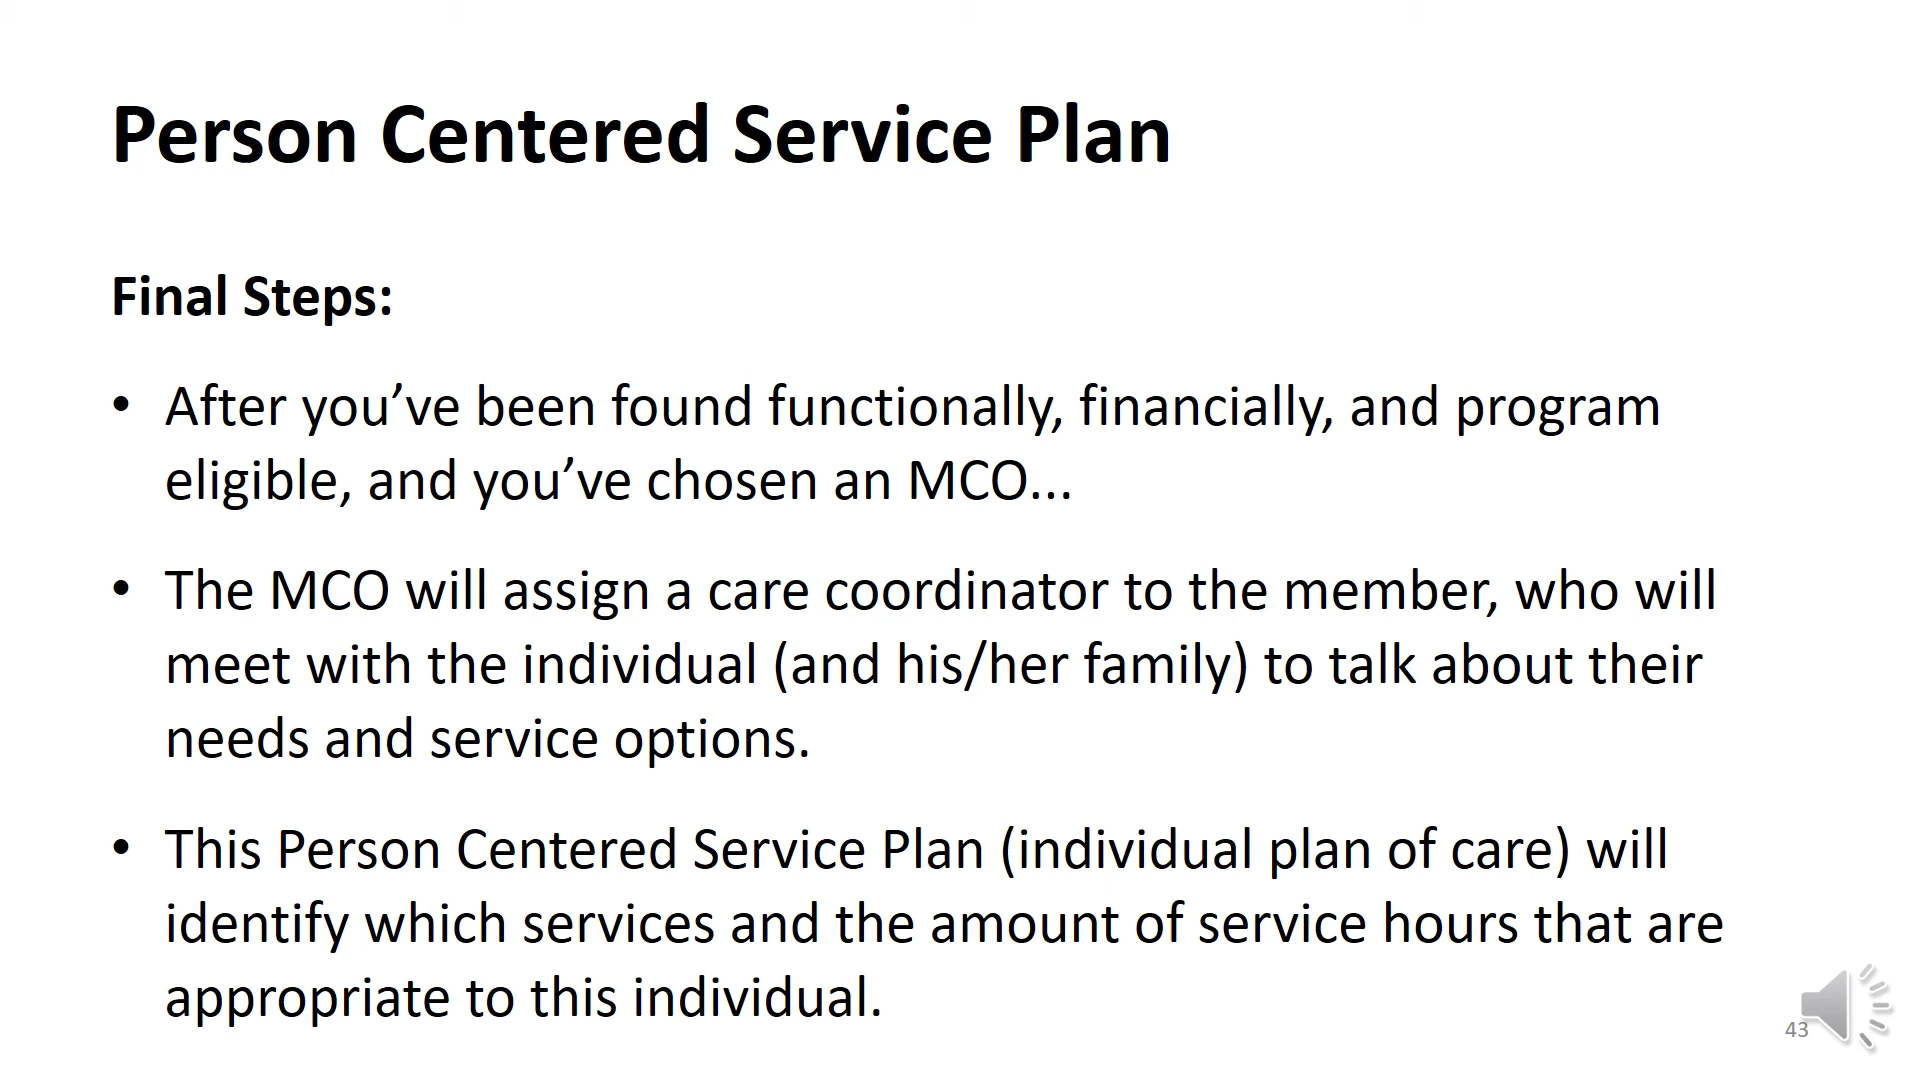 Person Centered Service Plan
Final Steps:
• After you’ve been found functionally, financially, and program
eligible, and you’ve chosen an MCO...
• The MCO will assign a care coordinator to the member, who will
meet with the individual (and his/her family) to talk about their
needs and service options.
• This Person Centered Service Plan (individual plan of care) will
identify which services and the amount of service hours that are
appropriate to this individual.
43